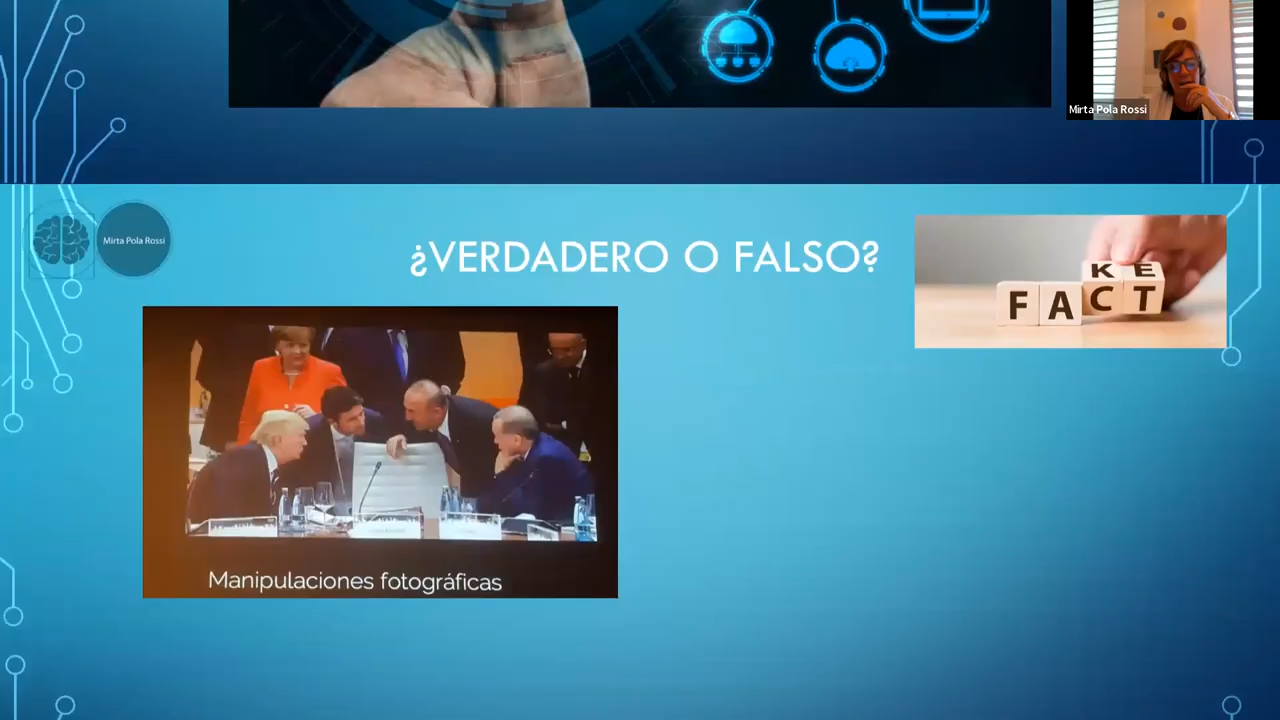 Mirta Pola Rossi
Mirta Pola Rossi
¿VERDADERO O FALSO?
KE
FACT
Manipulaciones fotográficas